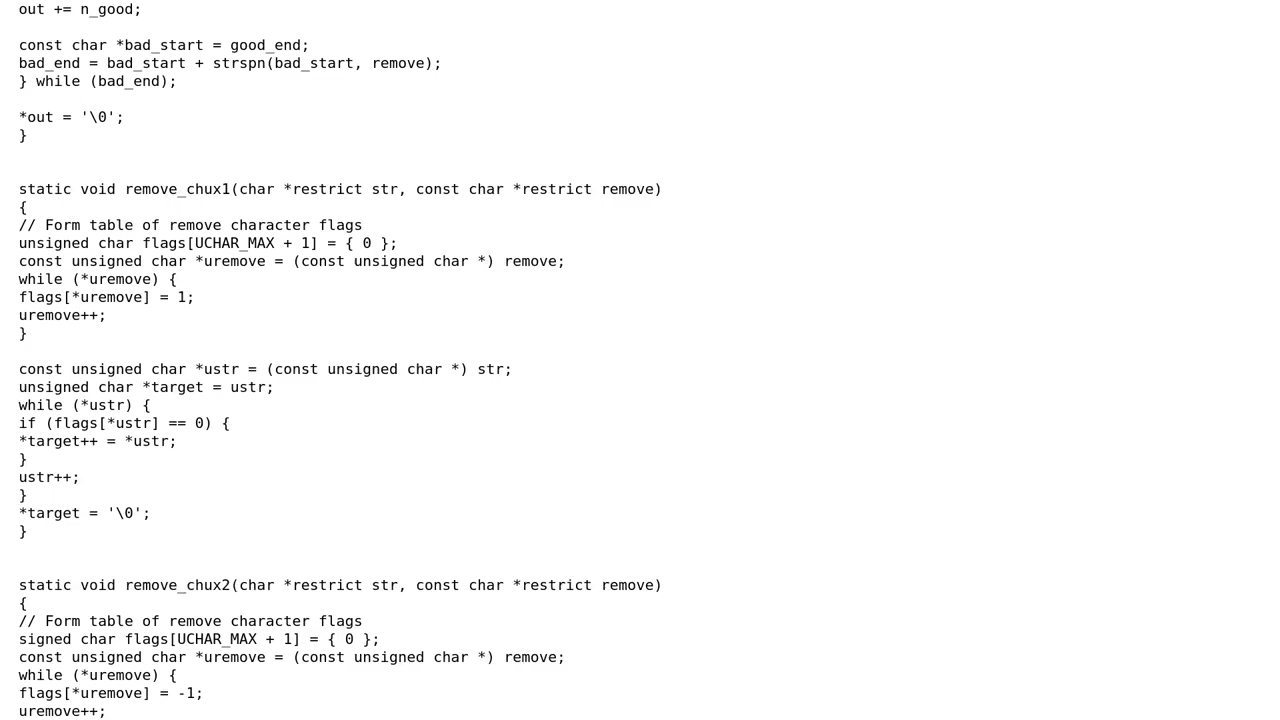 out += n_good;
const char *bad_start = good_end;
bad_end = bad_start + strspn(bad_start, remove);
} while (bad_end);
*out = '\0';
}
static void remove_chux1(char *restrict str, const char *restrict remove)
{
// Form table of remove character flags
unsigned char flags[UCHAR_MAX + 1] = { 0 };
const unsigned char *uremove = (const unsigned char *) remove;
while (*uremove) {
flags[*uremove] = 1;
uremove++;
}
const unsigned char *ustr = (const unsigned char *) str;
unsigned char *target = ustr;
while (*ustr) {
if (flags[*ustr] == 0) {
*target++ = *ustr;
}
ustr++;
}
*target = '\0';
}
static void remove_chux2(char *restrict str, const char *restrict remove)
{
// Form table of remove character flags
signed char flags[UCHAR_MAX + 1] = { 0 };
const unsigned char *uremove = (const unsigned char *) remove;
while (*uremove) {
flags[*uremove] = -1;
uremove++;